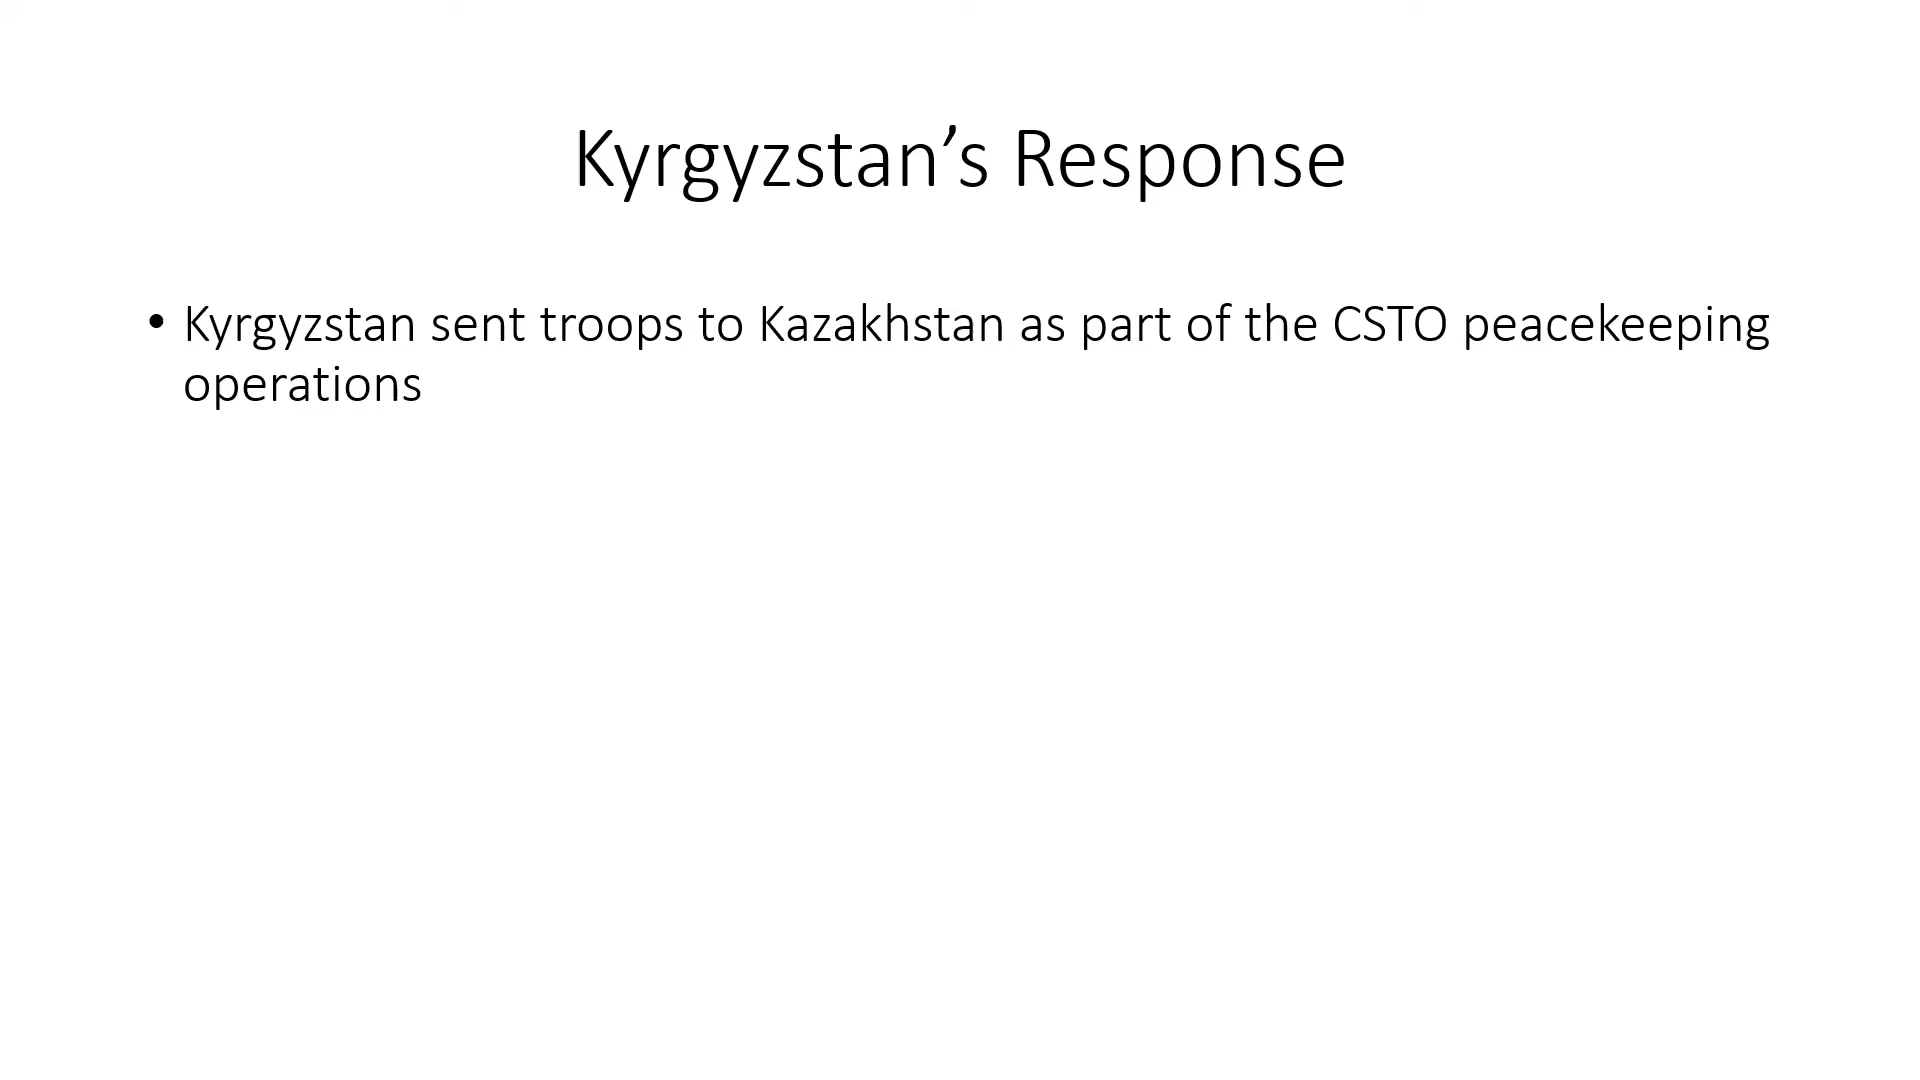 Kyrgyzstan’s Response
• Kyrgyzstan sent troops to Kazakhstan as part of the CSTO peacekeeping
operations